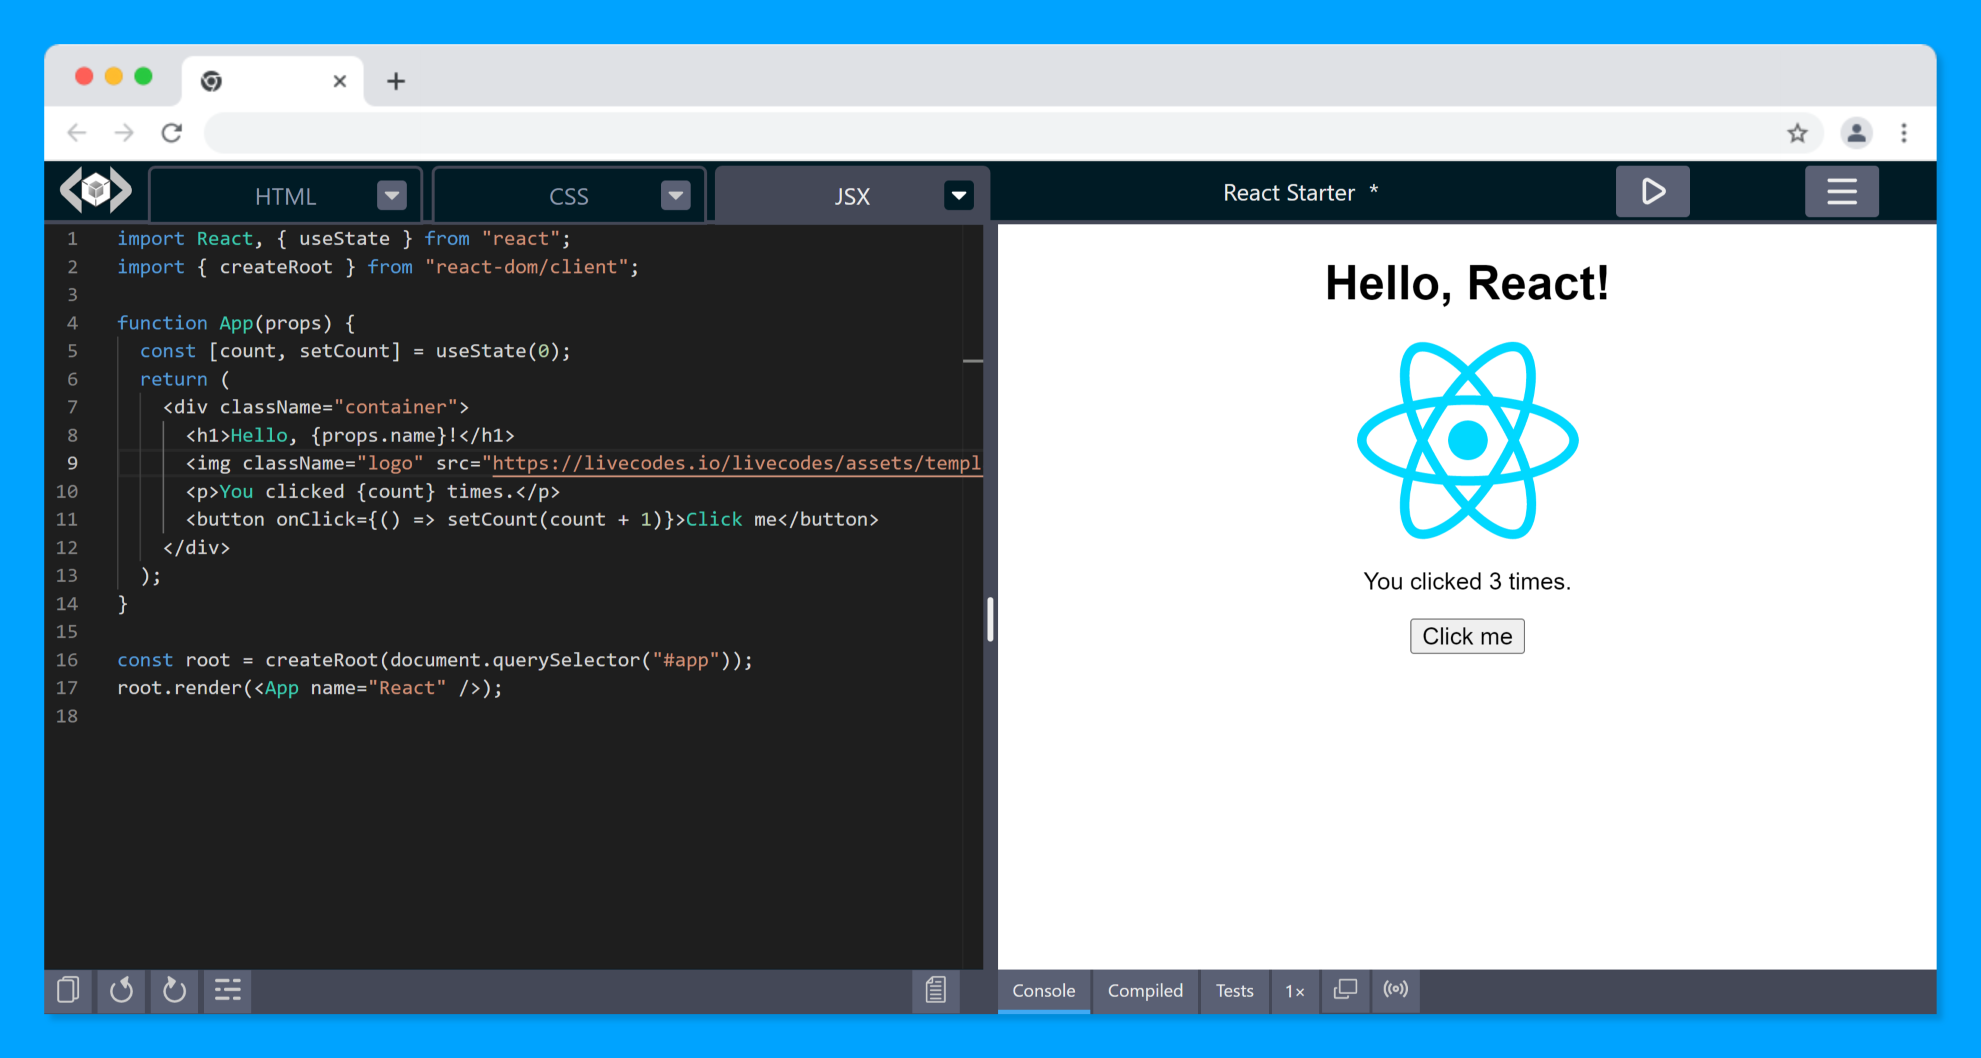 HTML
CSS
JSX
React Starter *
1 import React, { useState } from "react";
2 import { createRoot } from "react-dom/client";
3
4 function App(props) {
5 const [count, setCount] = useState(0);
6 return (
7 <div className="container">
8 <h1>Hello, {props.name}!</h1>
9 <img className="logo" src="https://livecodes.io/livecodes/assets/templ
10 <p>You clicked {count} times.</p>
11 <button onClick={() => setCount(count + 1)}>Click me</button>
12 </div>
13 );
14 }
15
16 const root = createRoot(document.querySelector("#app"));
17 root.render(<App name="React" />);
18
Hello, React!
You clicked 3 times.
Click me
Console
Compiled
Tests
1×